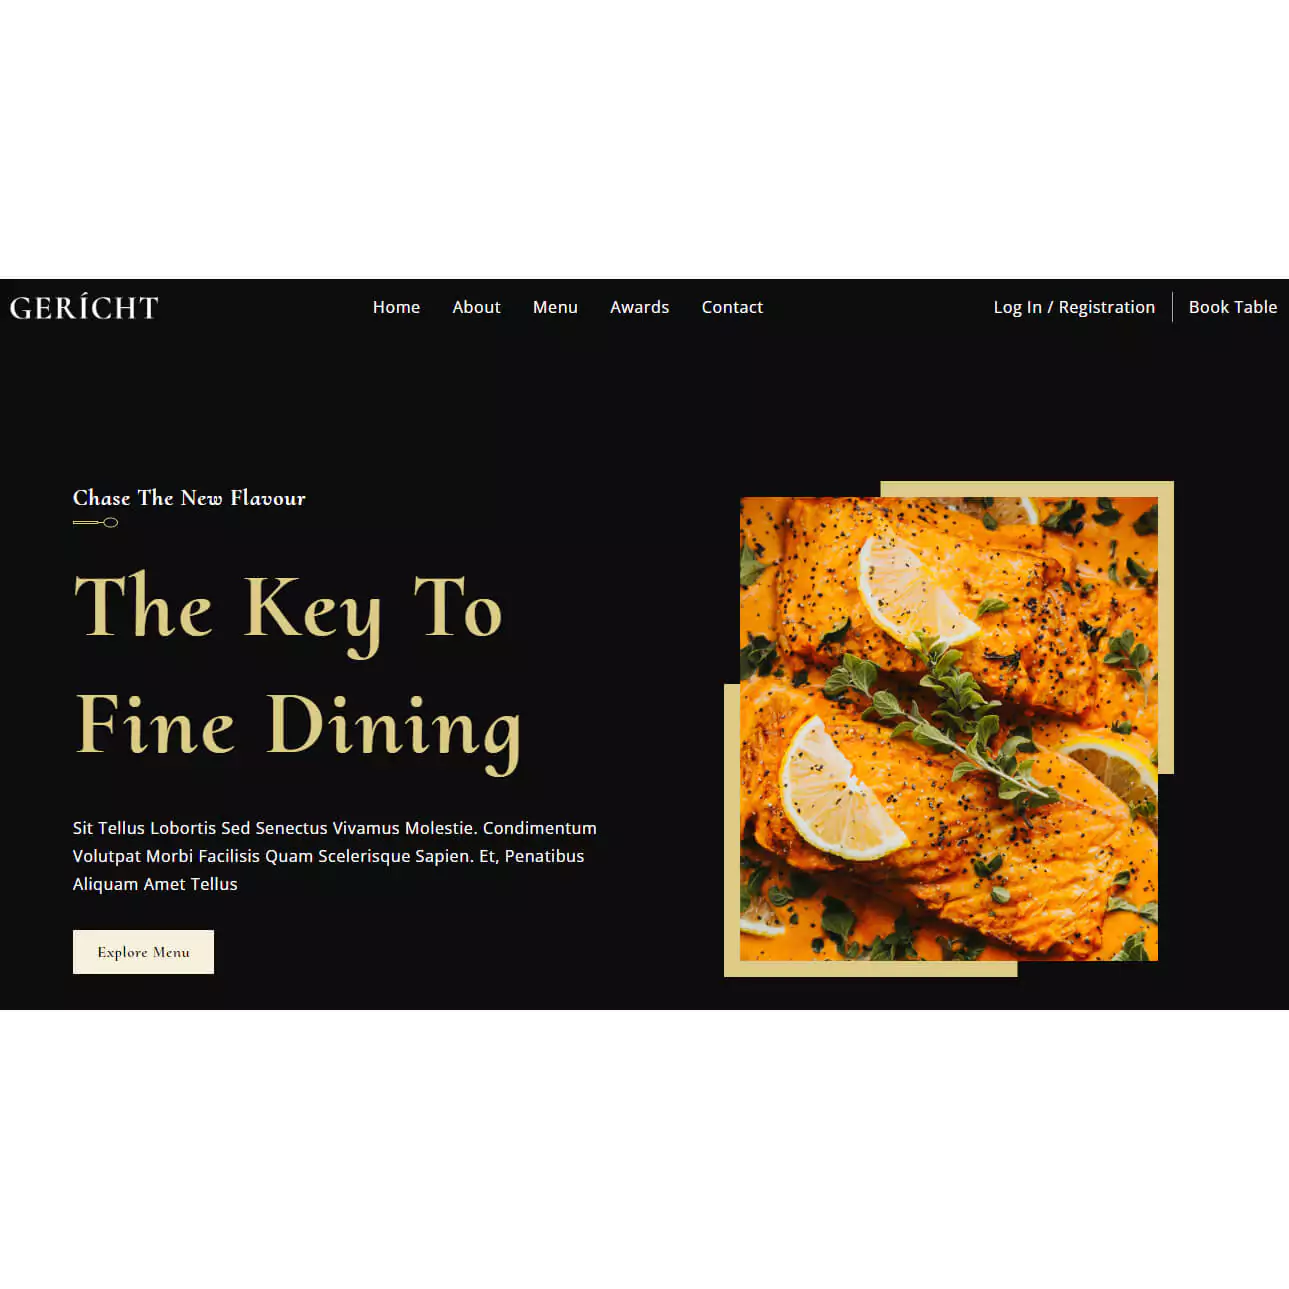 GERÍCHT
Home About Menu Awards Contact
Log In / Registration Book Table
Chase The New Flavour
The Key To
Fine Dining
Sit Tellus Lobortis Sed Senectus Vivamus Molestie. Condimentum
Volutpat Morbi Facilisis Quam Scelerisque Sapien. Et, Penatibus
Aliquam Amet Tellus
Explore Menu